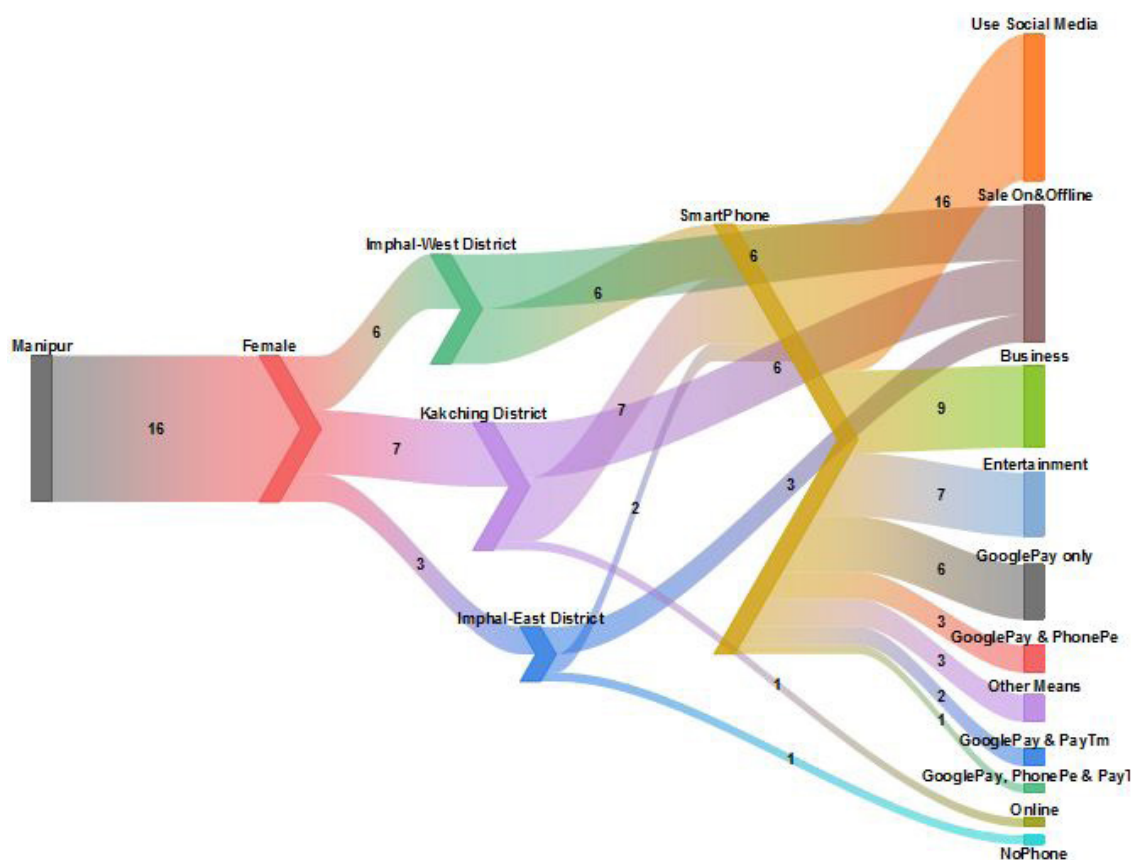 Use Social Media
16
Sale On&Offline
SmartPhone
Imphal-West District
6
6
6
Manipur
Female
Business
6
Kakching District
7
9
16
7
Entertainment
3
7
2
GooglePay only
3
6
Imphal-East District
3
GooglePay & PhonePe
3
Other Means
1
2
1
GooglePay & PayTm
1
GooglePay, PhonePe & PayT
Online
NoPhone